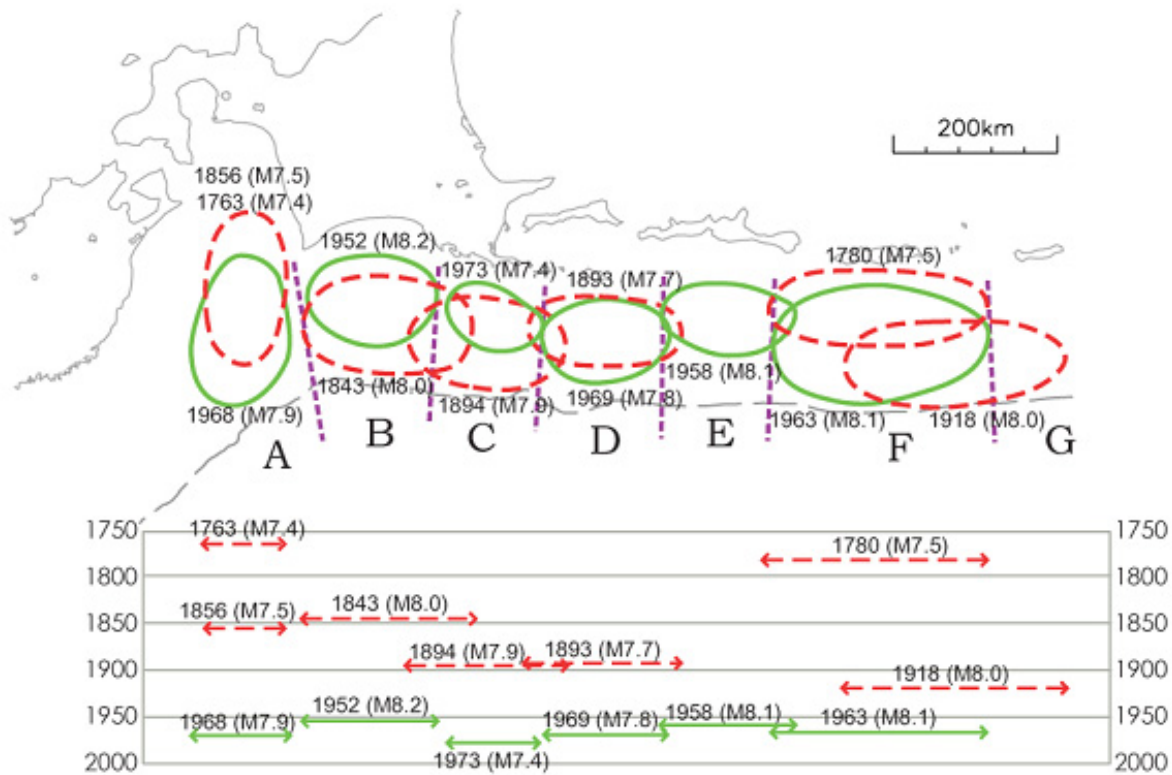 200km
1856 (M7.5)
1763 (M7.4)
1952 (M8.2)
1973 (M7.4)
1893 (M7.7)
1780 (M7.5)
1968 (M7.9)
1843 (M8.0)
1894 (M7.9)
1969 (M7.8)
1958 (M8.1)
1963 (M8.1)
1918 (M8.0)
A
B
C
D
E
F
G
1750
1763 (M7.4)
1780 (M7.5)
1750
1800
1800
1856 (M7.5)
1843 (M8.0)
1850
1850
1894 (M7.9)
1893 (M7.7)
1900
1918 (M8.0)
1900
1950
1968 (M7.9)
1952 (M8.2)
1969 (M7.8)
1958 (M8.1)
1963 (M8.1)
1950
1973 (M7.4)
2000
2000